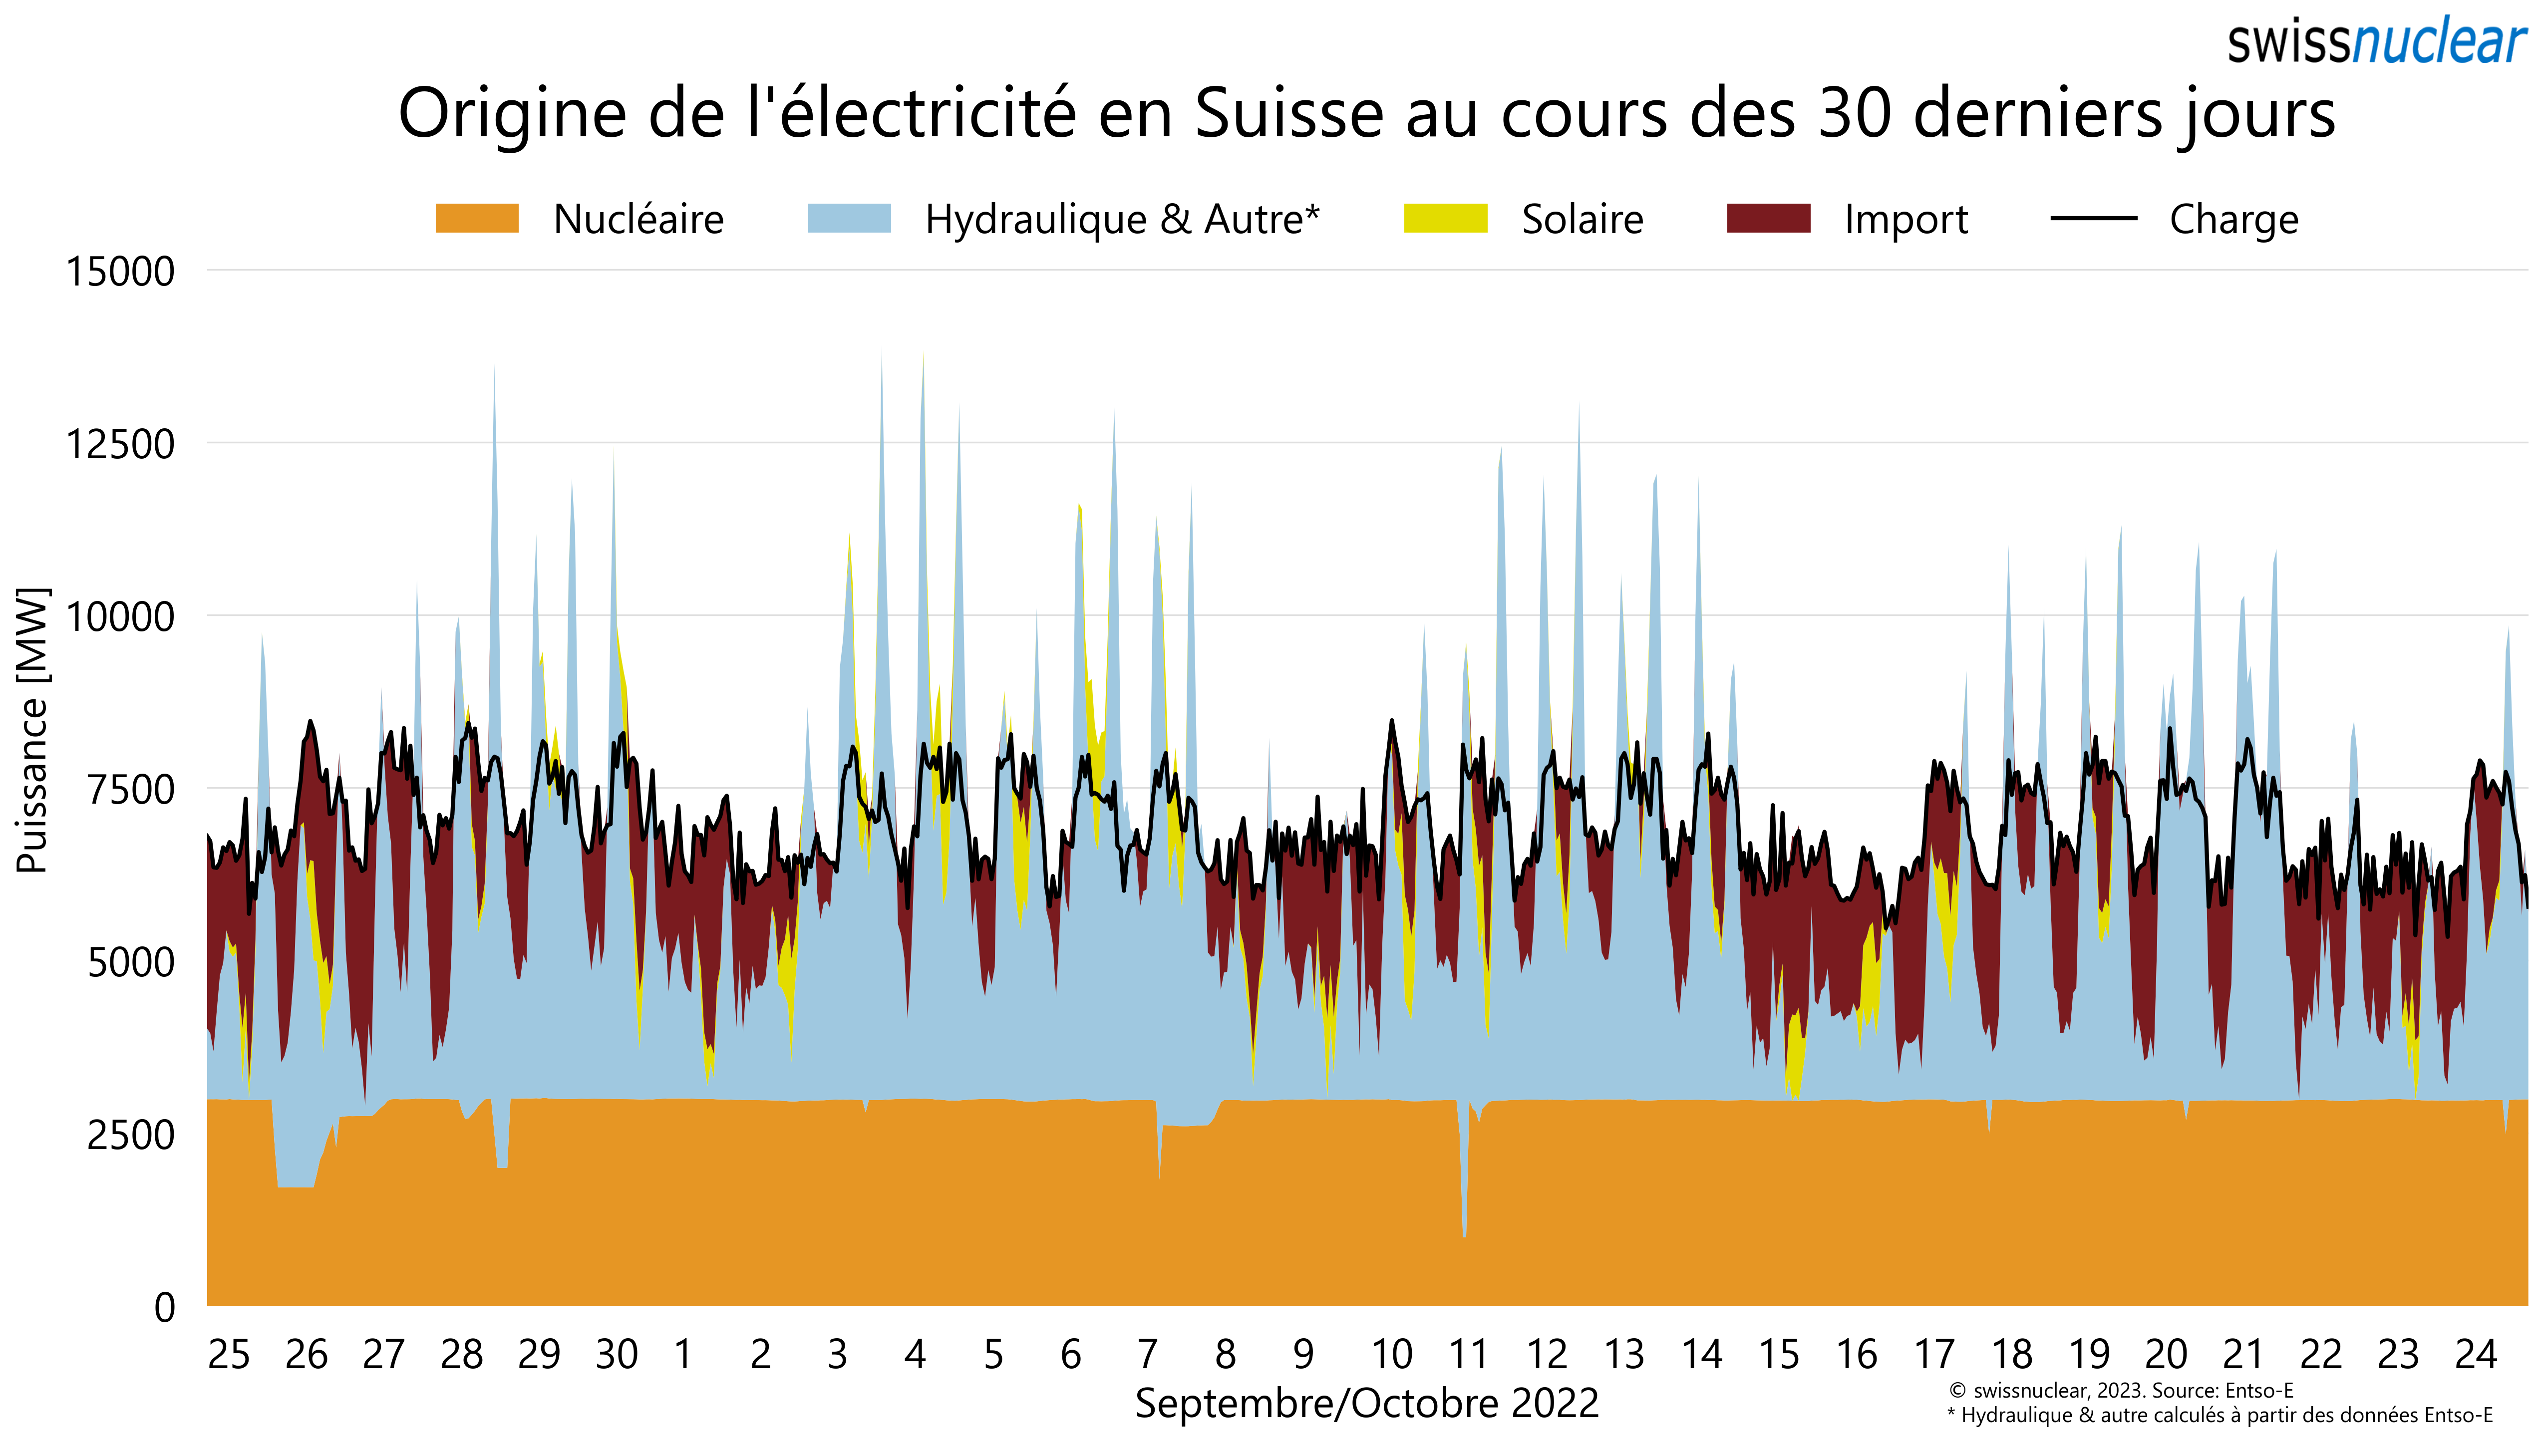 swissnuclear
Origine de l'électricité en Suisse au cours des 30 derniers jours
Nucléaire Hydraulique & Autre* Solaire Import Charge
15000
12500
10000
7500
5000
2500
0
Puissance [MW]
25 26 27 28 29 30 1 2 3 4 5 6 7 8 9 10 11 12 13 14 15 16 17 18 19 20 21 22 23 24
Septembre/Octobre 2022
© swissnuclear, 2023. Source: Entso-E
* Hydraulique & autre calculés à partir des données Entso-E